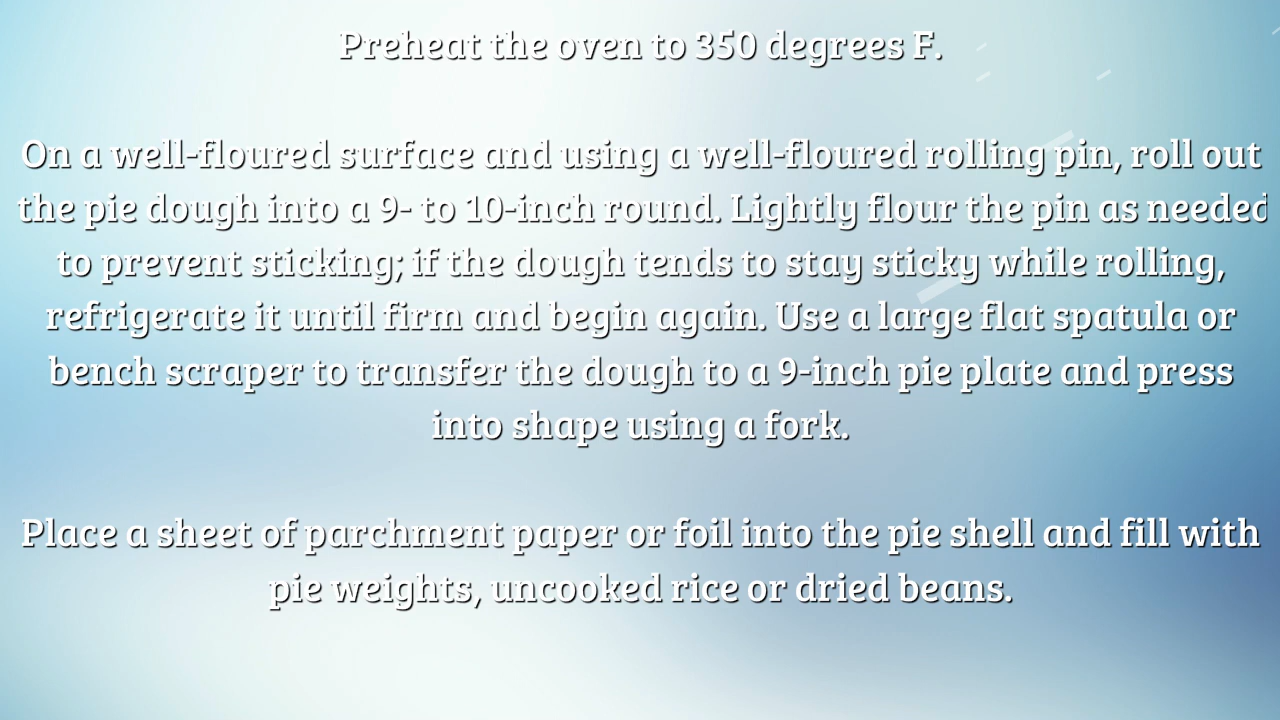 Preheat the oven to 350 degrees F.
On a well-floured surface and using a well-floured rolling pin, roll out
the pie dough into a 9- to 10-inch round. Lightly flour the pin as needed
to prevent sticking; if the dough tends to stay sticky while rolling,
refrigerate it until firm and begin again. Use a large flat spatula or
bench scraper to transfer the dough to a 9-inch pie plate and press
into shape using a fork.
Place a sheet of parchment paper or foil into the pie shell and fill with
pie weights, uncooked rice or dried beans.